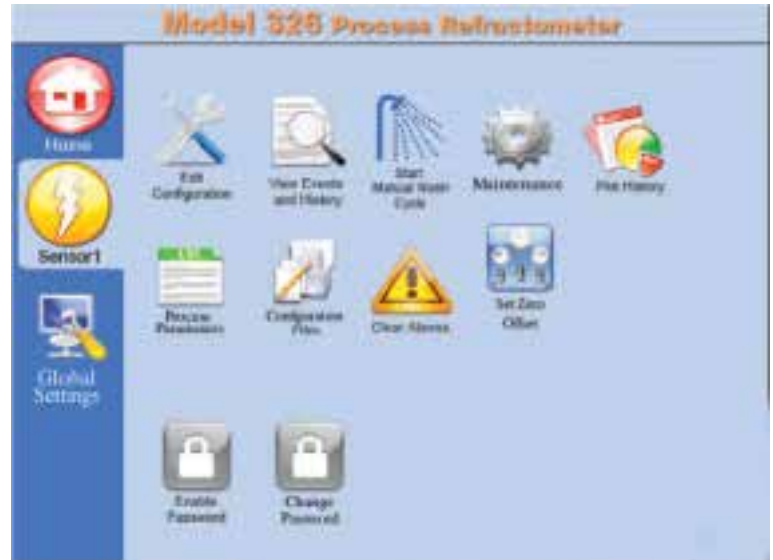 Model 326 Process Refractometer
Home
Sensor1
Global
Settings
Edit
Configuration
View Events
and History
Start
Manual Wash
Cycle
Maintenance
History
Process
Parameters
Configuration
Files
Clear Alarms
Set Zero
Offset
Enable
Password
Change
Password